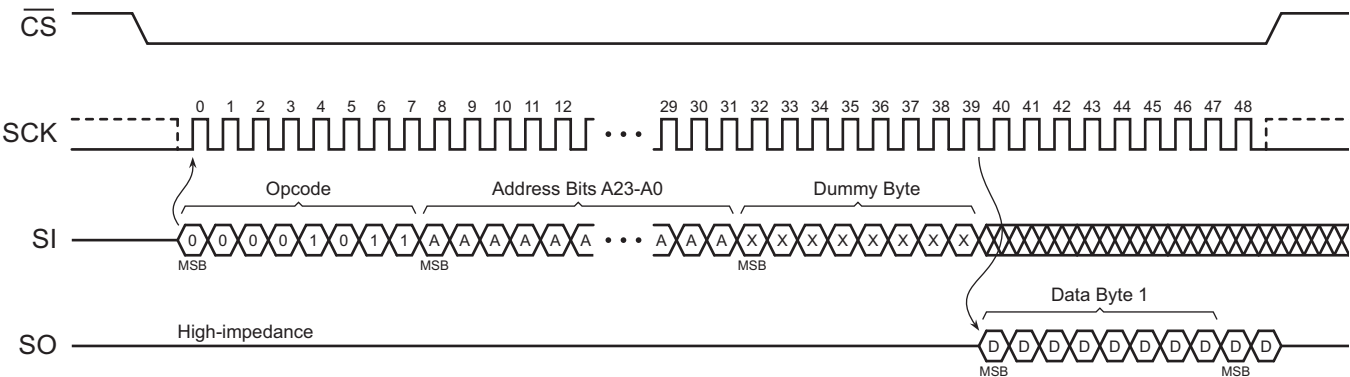 CS
SCK
0 1 2 3 4 5 6 7 8 9 10 11 12 29 30 31 32 33 34 35 36 37 38 39 40 41 42 43 44 45 46 47 48
Opcode Address Bits A23-A0 Dummy Byte
SI
0 0 0 0 1 0 1 1 A A A A A A • • • A A A X X X X X X X X
MSB MSB MSB
Data Byte 1
High-impedance
SO
D D D D D D D D D D
MSB MSB